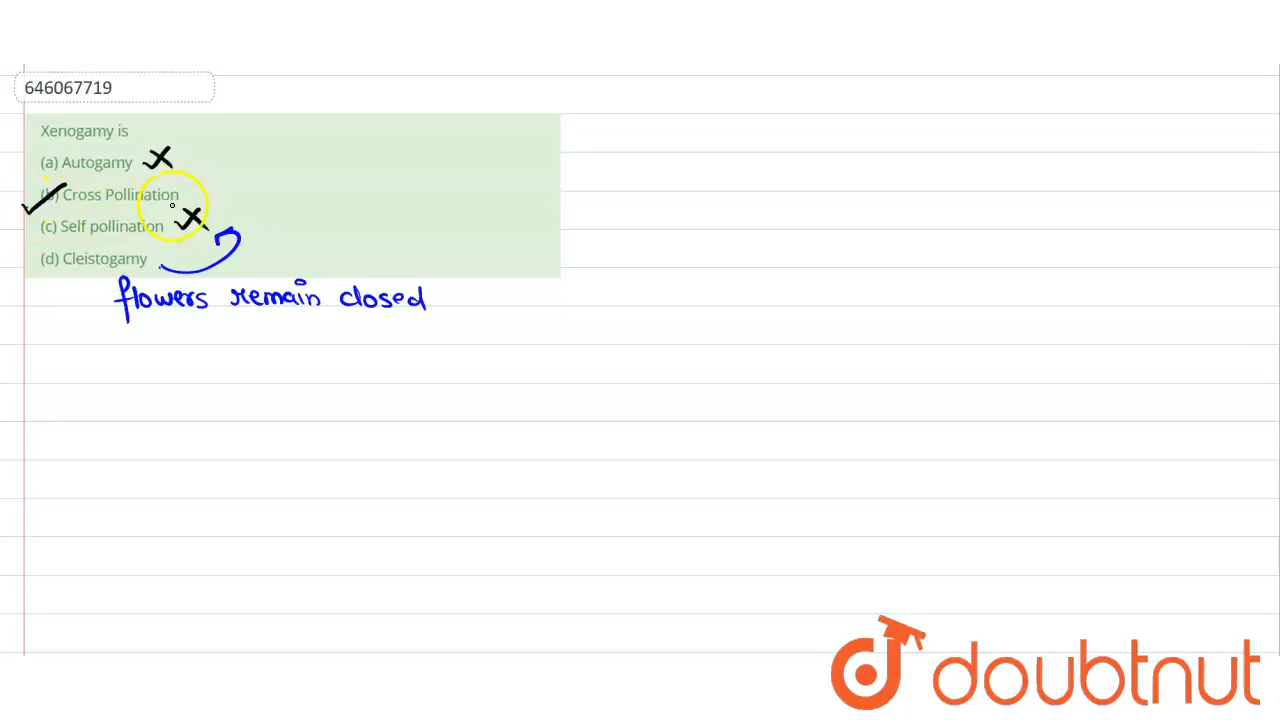 646067719
Xenogamy is
(a) Autogamy
(b) Cross Pollination
(c) Self pollination
(d) Cleistogamy
flowers remain closed
doubtnut